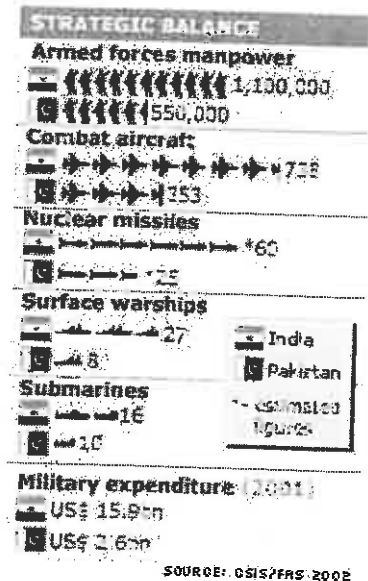 STRATEGIC BALANCE
Armed forces manpower
1,100,000
550,000
Combat aircraft
353
Nuclear missiles
*60
*25
Surface warships
27
8
Submarines
16
10
India
Pakistan
*- estimated
figures
Military expenditure (2001)
US$ 15.9bn
US$ 2.6bn
SOURCE: CSIS/FAS 2002